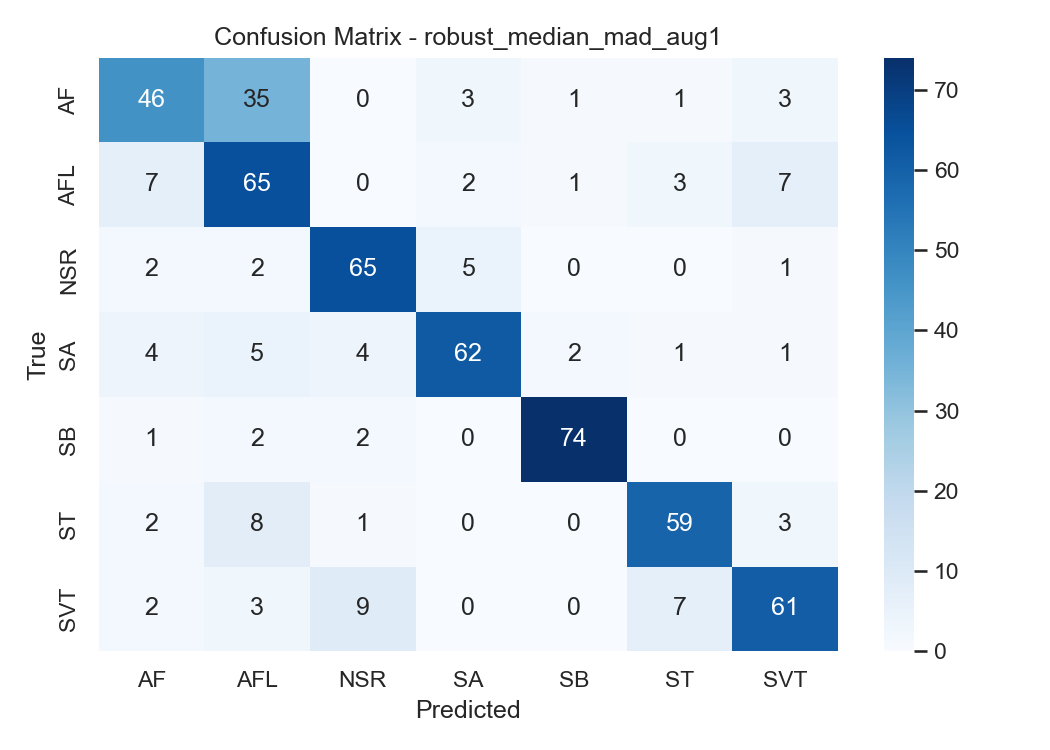 Confusion Matrix - robust_median_mad_aug1
AF 46 35 0 3 1 1 3
AFL 7 65 0 2 1 3 7
NSR 2 2 65 5 0 0 1
SA 4 5 4 62 2 1 1
SB 1 2 2 0 74 0 0
ST 2 8 1 0 0 59 3
SVT 2 3 9 0 0 7 61
AF AFL NSR SA SB ST SVT
Predicted
True
70
60
50
40
30
20
10
0